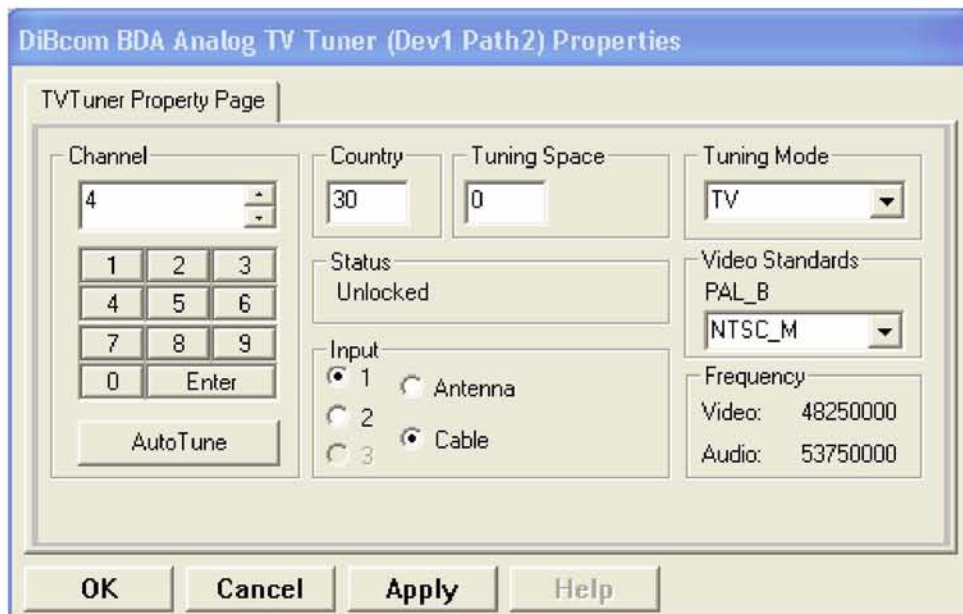 DiBcom BDA Analog TV Tuner (Dev1 Path2) Properties
TVTuner Property Page
Channel
4
1 2 3
4 5 6
7 8 9
0 Enter
AutoTune
Country
30
Tuning Space
0
Status
Unlocked
Input
1
2
3
Antenna
Cable
Tuning Mode
TV
Video Standards
PAL_B
NTSC_M
Frequency
Video: 48250000
Audio: 53750000
OK Cancel Apply Help